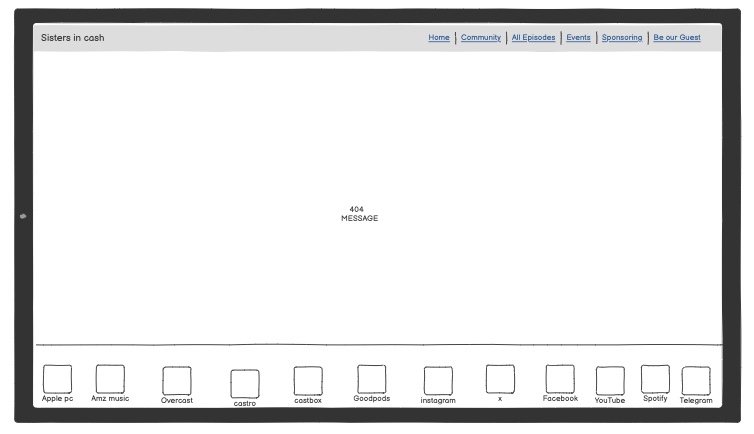 Sisters in cash
Home | Community | All Episodes | Events | Sponsoring | Be our Guest
404
MESSAGE
Apple pc Amz music Overcast castro castbox Goodpods instagram x Facebook YouTube Spotify Telegram